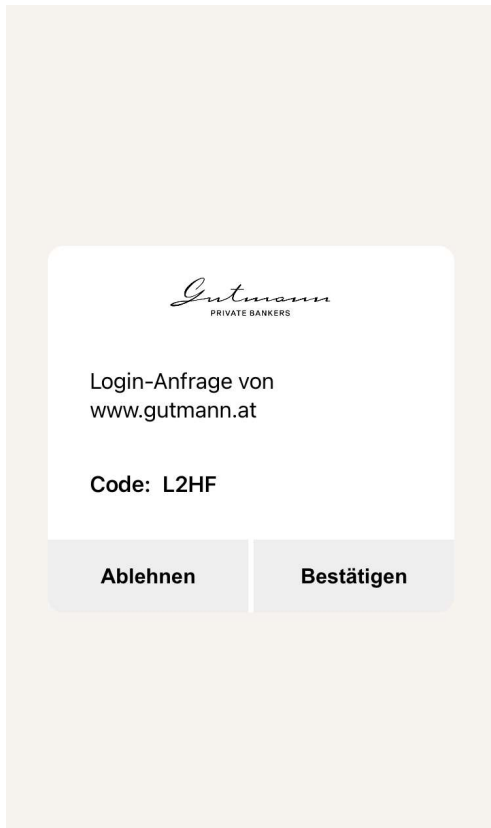 Gutmann
PRIVATE BANKERS
Login-Anfrage von
www.gutmann.at
Code: L2HF
Ablehnen
Bestätigen